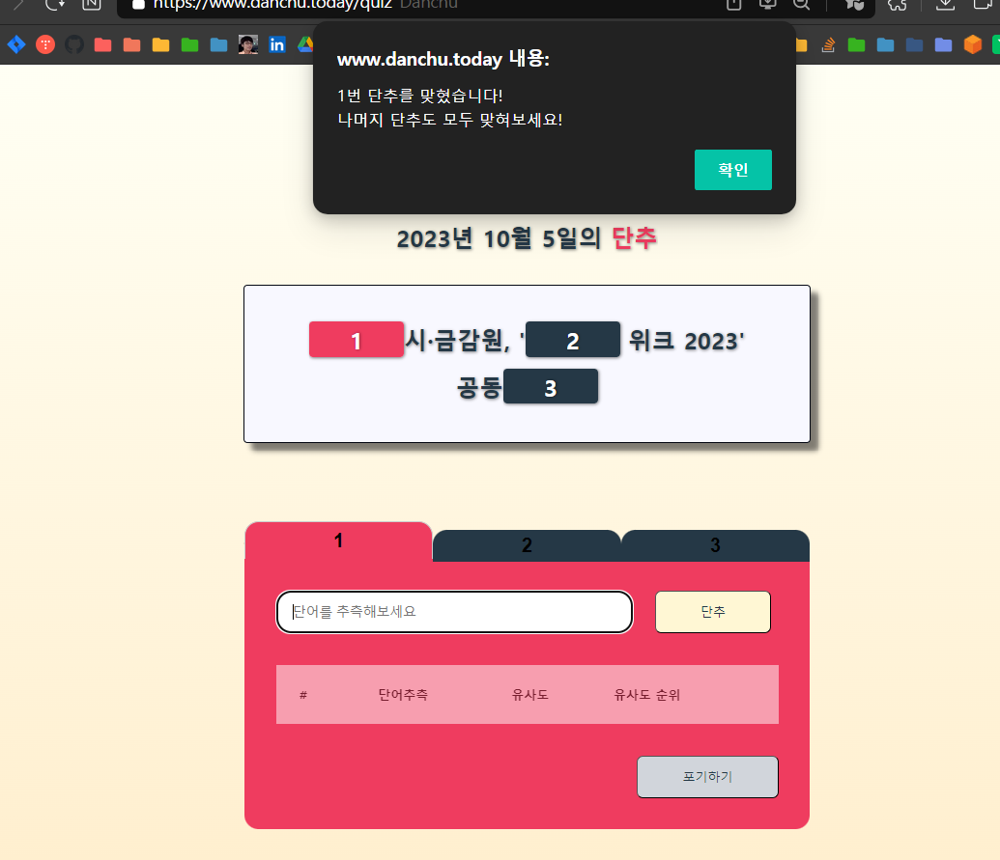 https://www.danchu.today/quiz Danchu
www.danchu.today 내용:
1번 단추를 맞혔습니다!
나머지 단추도 모두 맞혀보세요!
확인
2023년 10월 5일의 단추
1 시·금감원, ' 2 위크 2023'
공동 3
1 2 3
단어를 추측해보세요 단추
# 단어추측 유사도 유사도 순위
포기하기